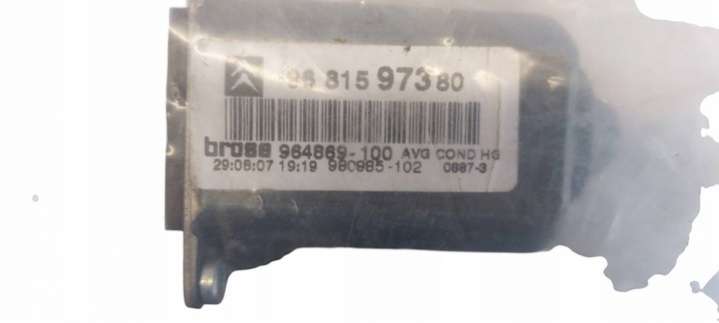 96 815 973 80
brose 964869-100 AVG COND HG
29:08:07 19:19 980985-102 0887-3